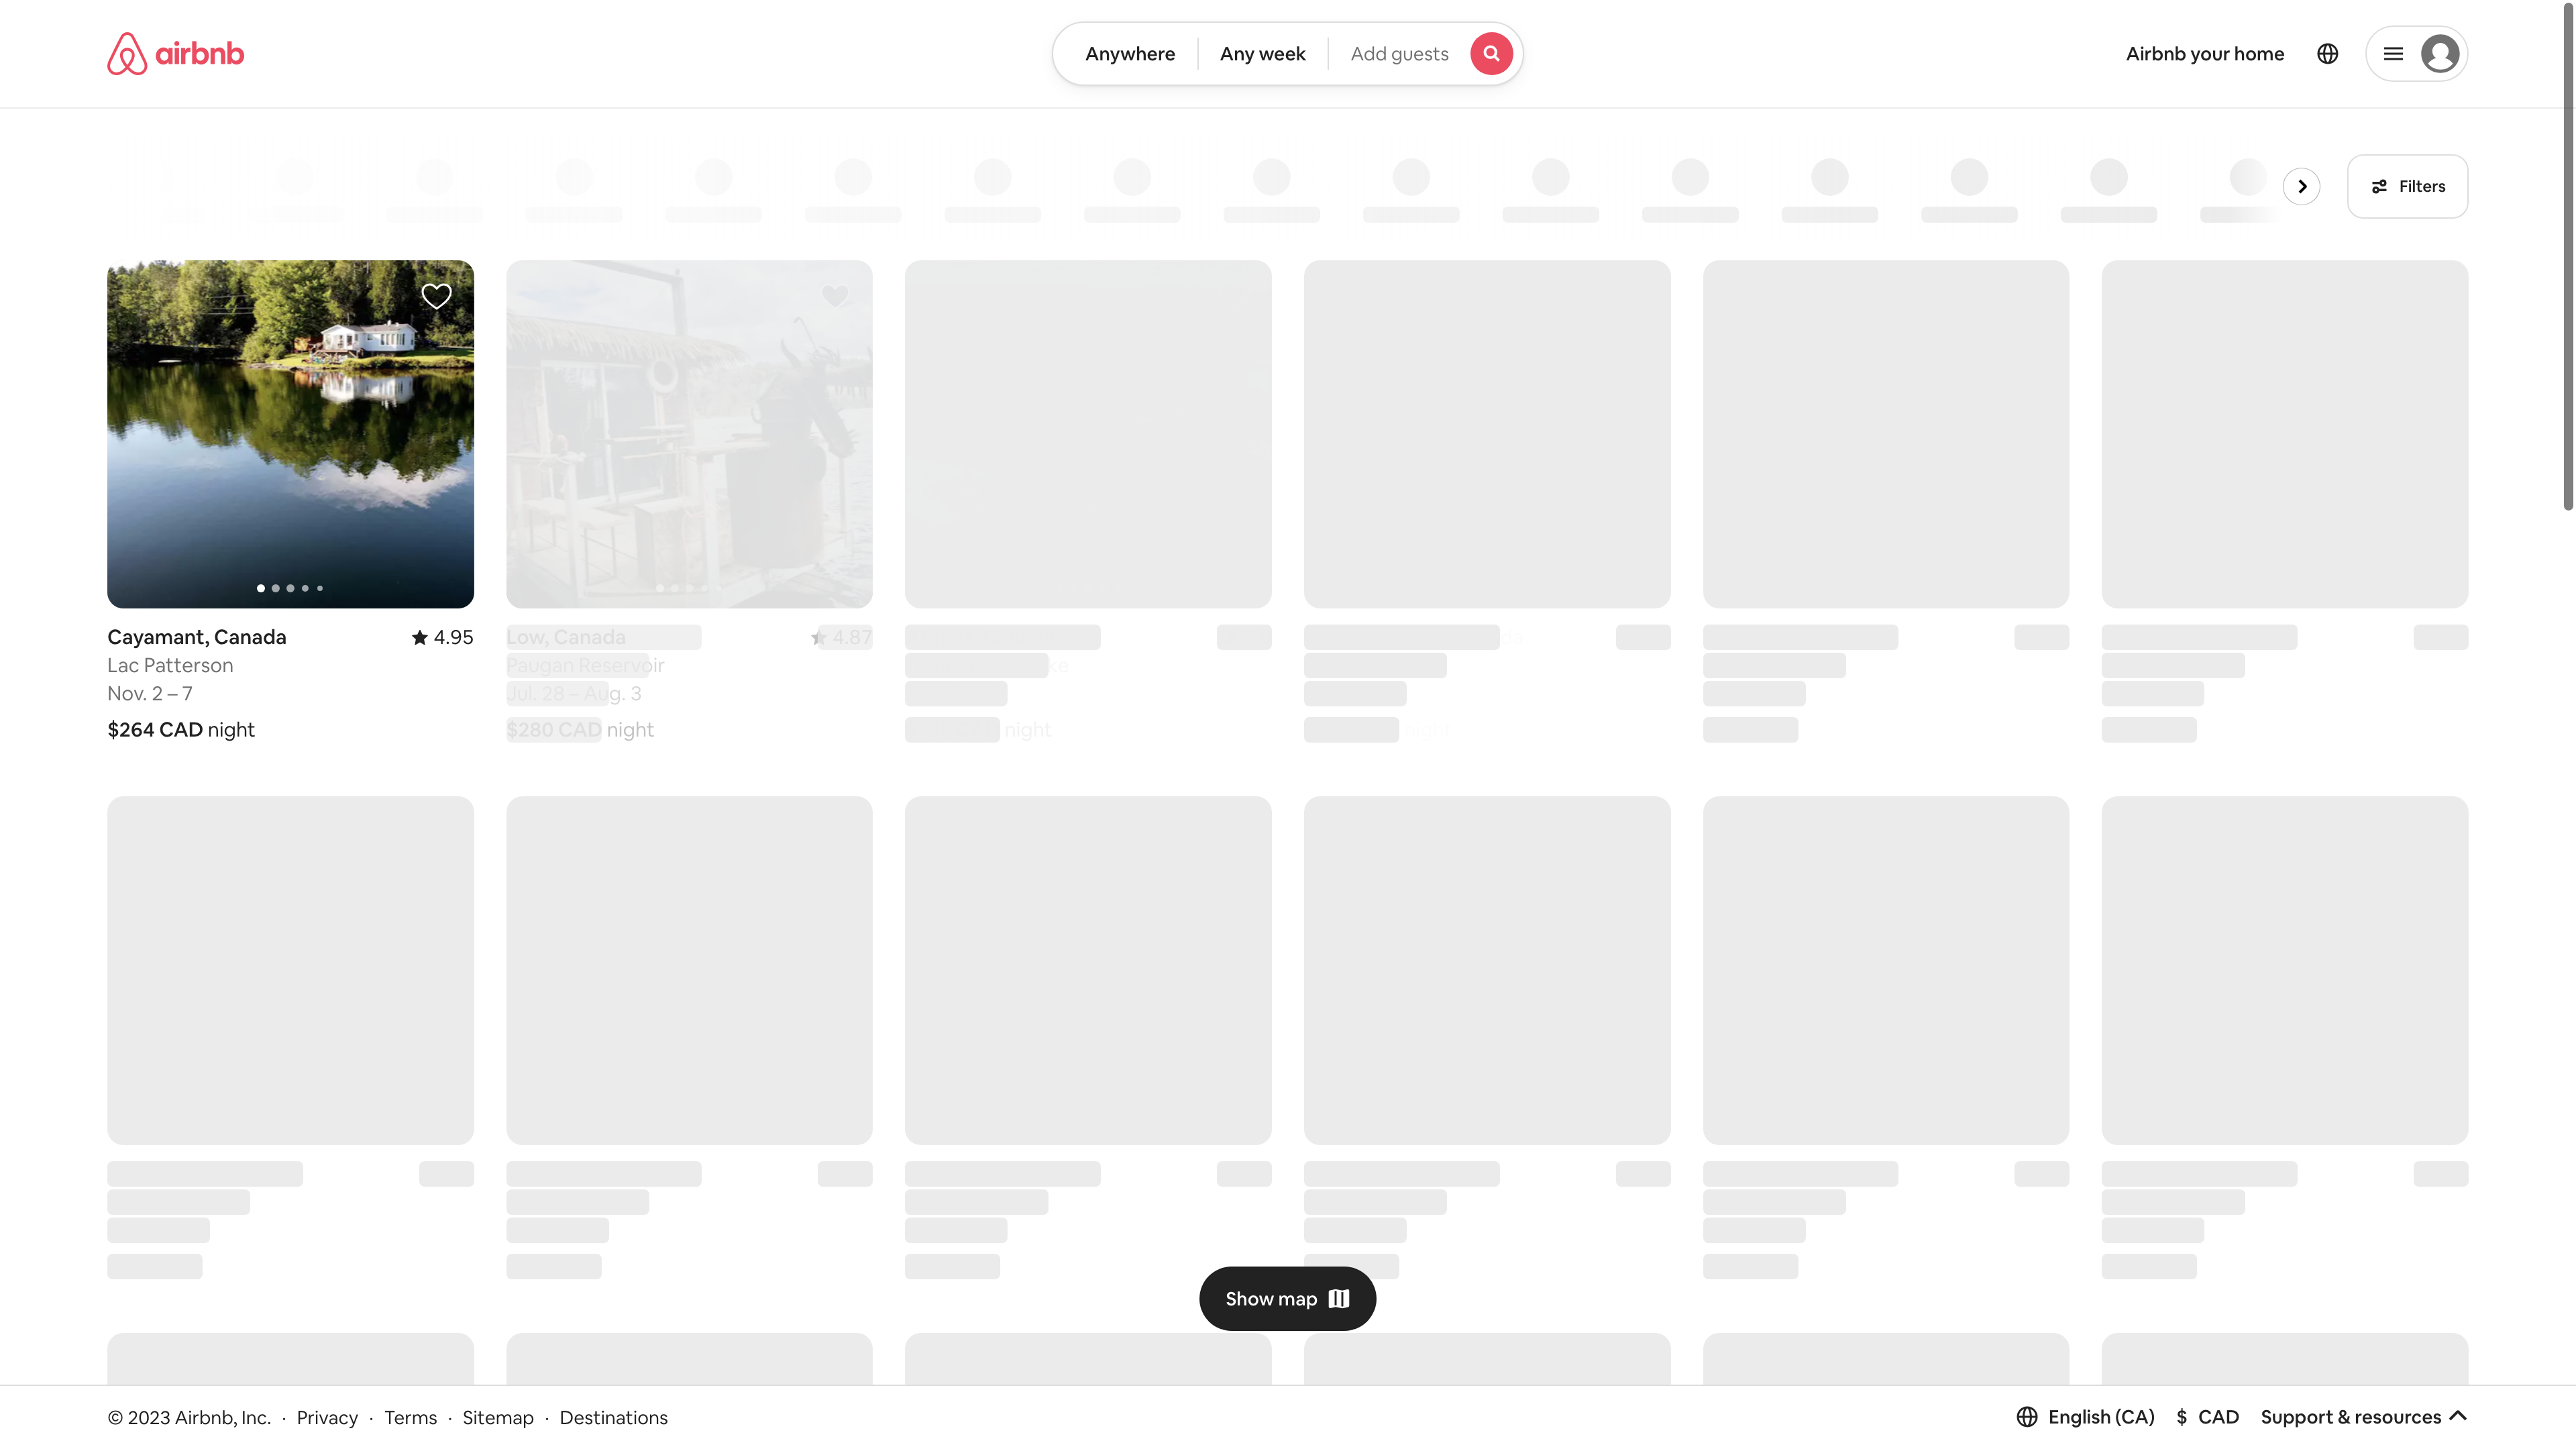 airbnb
Anywhere
Any week
Add guests
Airbnb your home
Filters
Cayamant, Canada
4.95
Lac Patterson
Nov. 2 – 7
$264 CAD night
Low, Canada
4.87
Paugan Reservoir
Jul. 28 – Aug. 3
$280 CAD night
night
night
Show map
© 2023 Airbnb, Inc. · Privacy · Terms · Sitemap · Destinations
English (CA)
$ CAD
Support & resources